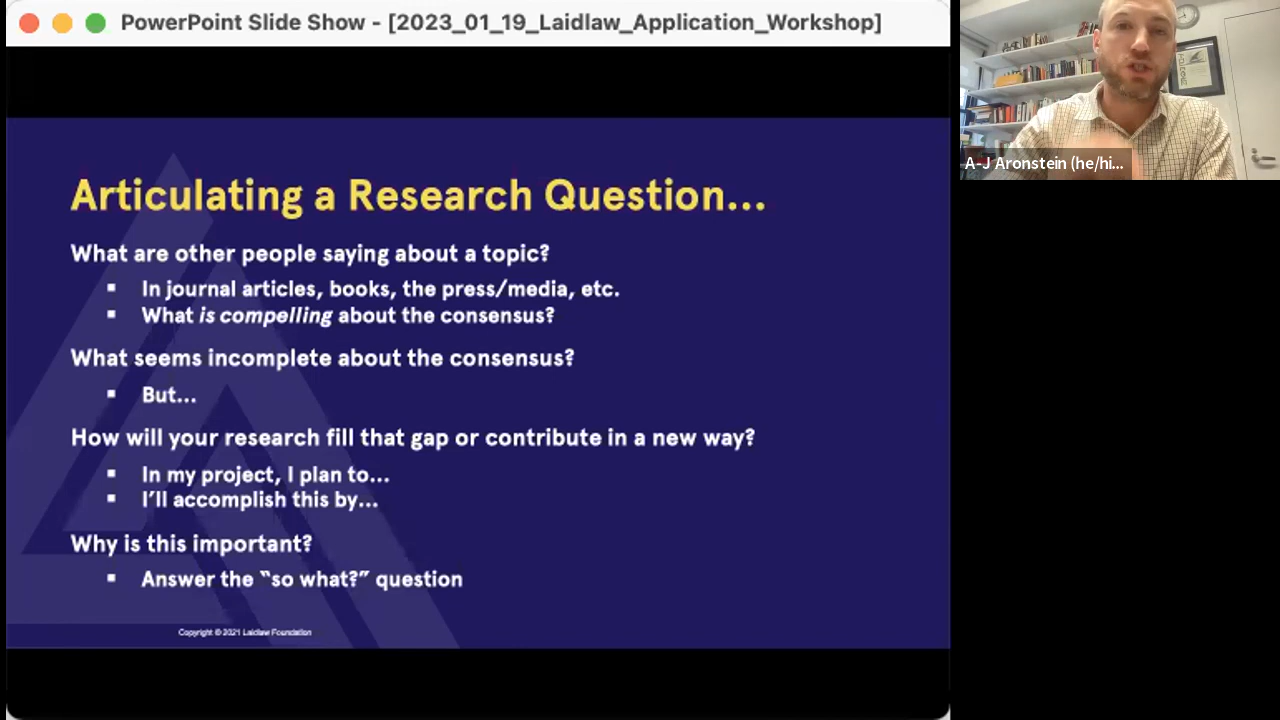 PowerPoint Slide Show - [2023_01_19_Laidlaw_Application_Workshop]
Articulating a Research Question...
What are other people saying about a topic?
▪ In journal articles, books, the press/media, etc.
▪ What is compelling about the consensus?
What seems incomplete about the consensus?
▪ But...
How will your research fill that gap or contribute in a new way?
▪ In my project, I plan to...
▪ I’ll accomplish this by...
Why is this important?
▪ Answer the “so what?” question
Copyright © 2021 Laidlaw Foundation
A-J Aronstein (he/hi...